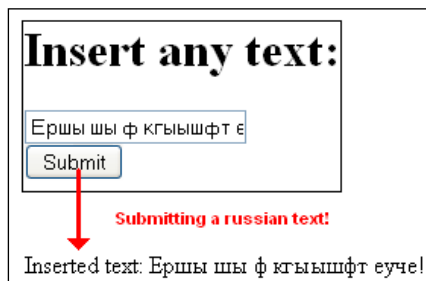 Insert any text:
Ершы шы ф кгыышфт е
Submit
Submitting a russian text!
Inserted text: Ершы шы ф кгыышфт еуче!